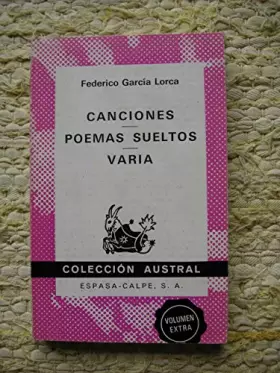 Federico García Lorca
CANCIONES
POEMAS SUELTOS
VARIA
COLECCIÓN AUSTRAL
ESPASA-CALPE, S. A.
VOLUMEN
EXTRA